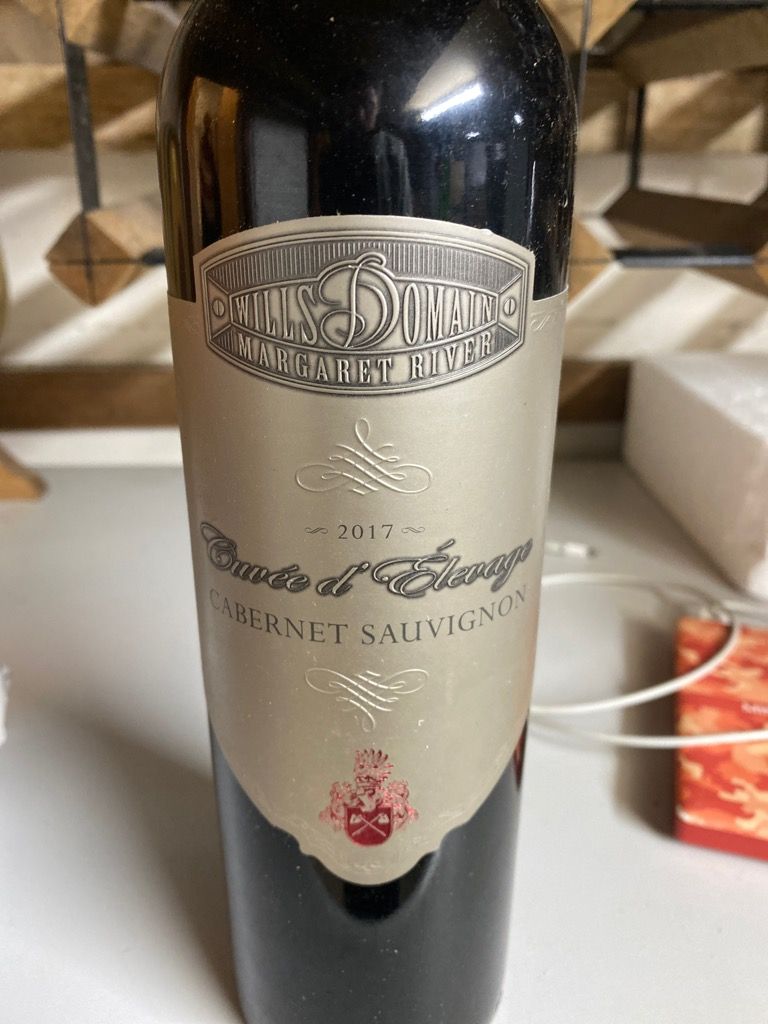 WILLS DOMAIN
MARGARET RIVER
~ 2017 ~
Cuvée d'Élevage
CABERNET SAUVIGNON